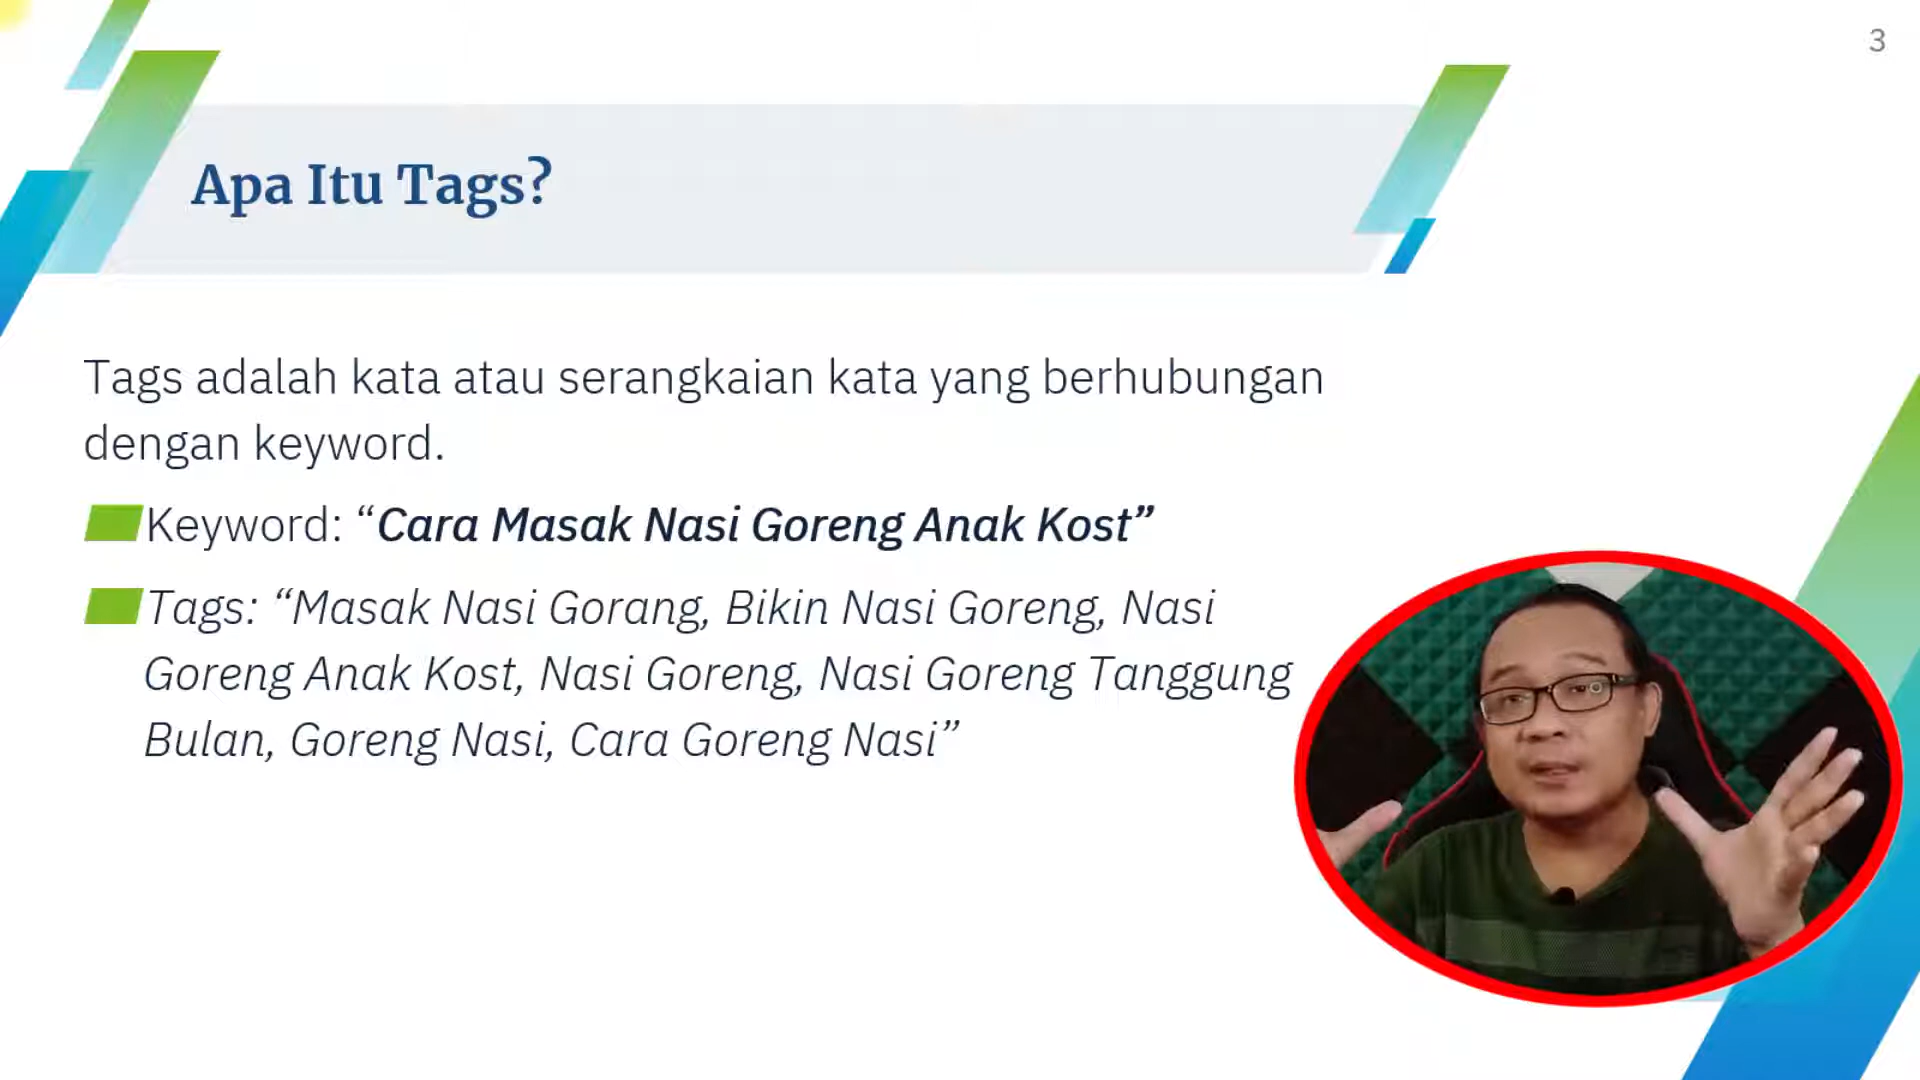 3
Apa Itu Tags?
Tags adalah kata atau serangkaian kata yang berhubungan
dengan keyword.
Keyword: “Cara Masak Nasi Goreng Anak Kost”
Tags: “Masak Nasi Gorang, Bikin Nasi Goreng, Nasi
Goreng Anak Kost, Nasi Goreng, Nasi Goreng Tanggung
Bulan, Goreng Nasi, Cara Goreng Nasi”